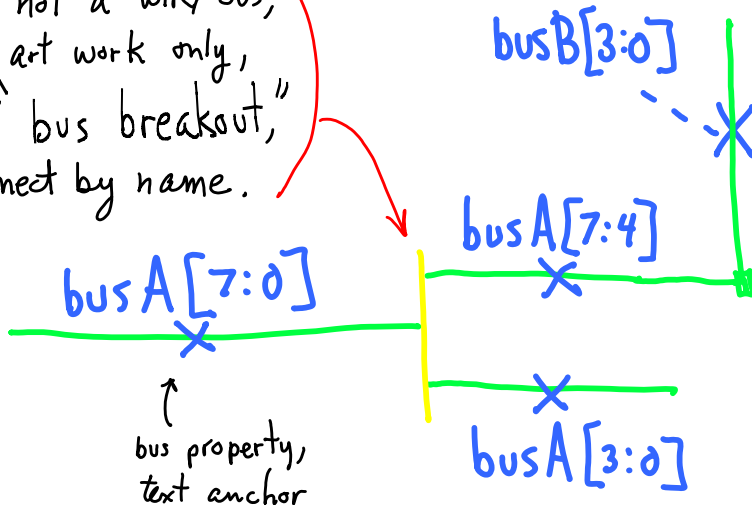 not a
art work only,
bus breakout,"
by name.
busB[3:0]
busA[7:4]
busA[7:0]
busA[3:0]
bus property,
text anchor